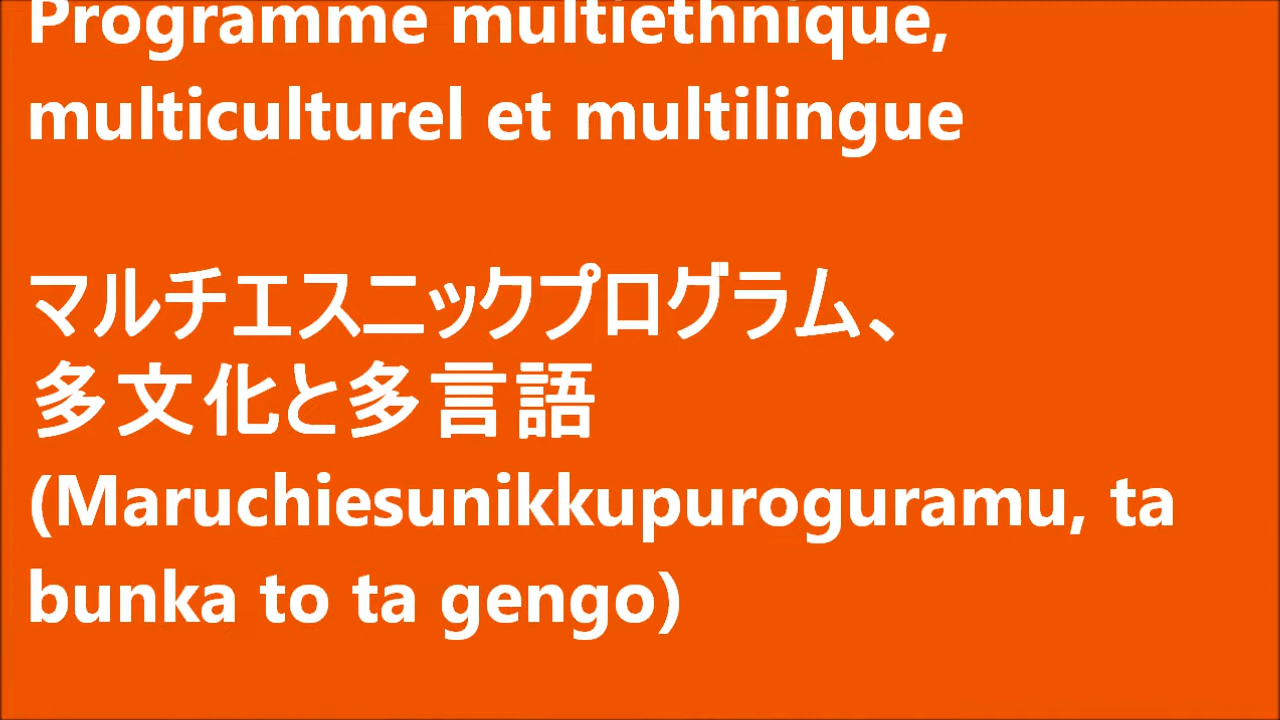 Programme multiethnique,
multiculturel et multilingue
マルチエスニックプログラム、
多文化と多言語
(Maruchiesunikkupuroguramu, ta
bunka to ta gengo)